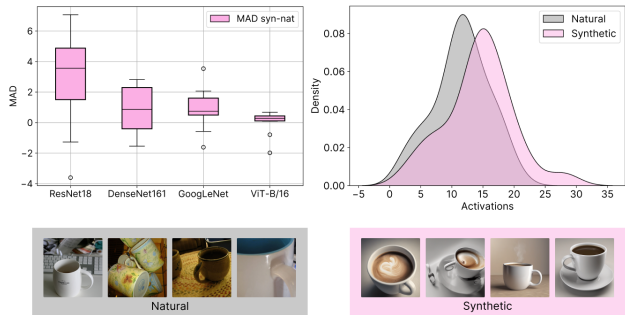 MAD syn-nat
MAD
6
4
2
0
−2
−4
ResNet18 DenseNet161 GoogLeNet ViT-B/16
Natural
Synthetic
Density
0.08
0.06
0.04
0.02
0.00
−5 0 5 10 15 20 25 30 35
Activations
Natural
Synthetic